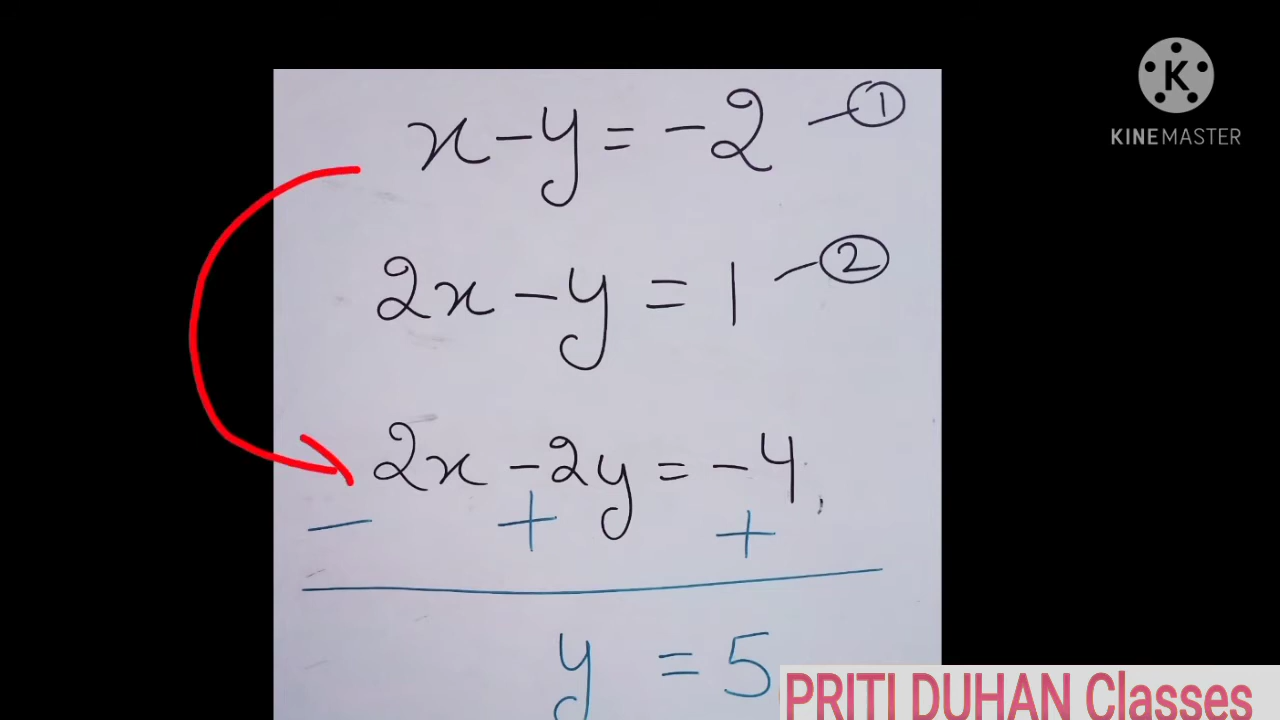 x - y = -2 — ①
KINEMASTER
2x - y = 1 — ②
2x - 2y = -4,
- + +
y = 5
PRITI DUHAN Classes